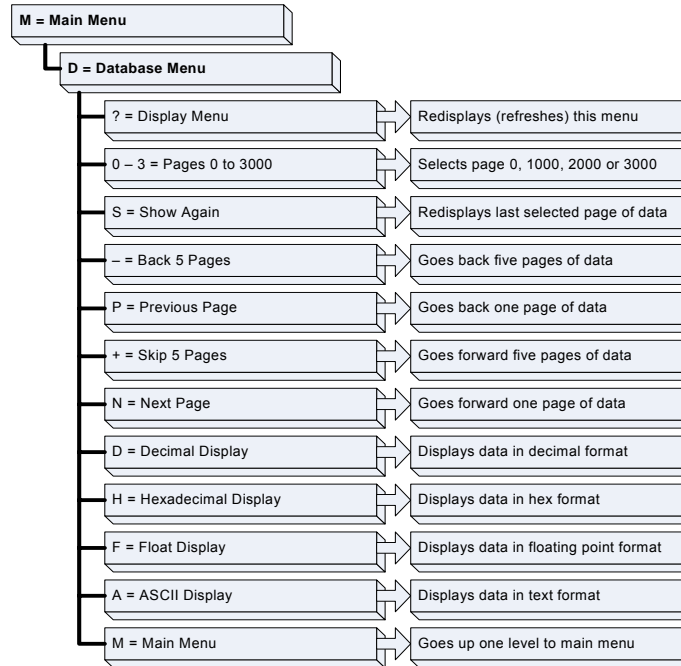 M = Main Menu
D = Database Menu
? = Display Menu
Redisplays (refreshes) this menu
0 – 3 = Pages 0 to 3000
Selects page 0, 1000, 2000 or 3000
S = Show Again
Redisplays last selected page of data
– = Back 5 Pages
Goes back five pages of data
P = Previous Page
Goes back one page of data
+ = Skip 5 Pages
Goes forward five pages of data
N = Next Page
Goes forward one page of data
D = Decimal Display
Displays data in decimal format
H = Hexadecimal Display
Displays data in hex format
F = Float Display
Displays data in floating point format
A = ASCII Display
Displays data in text format
M = Main Menu
Goes up one level to main menu